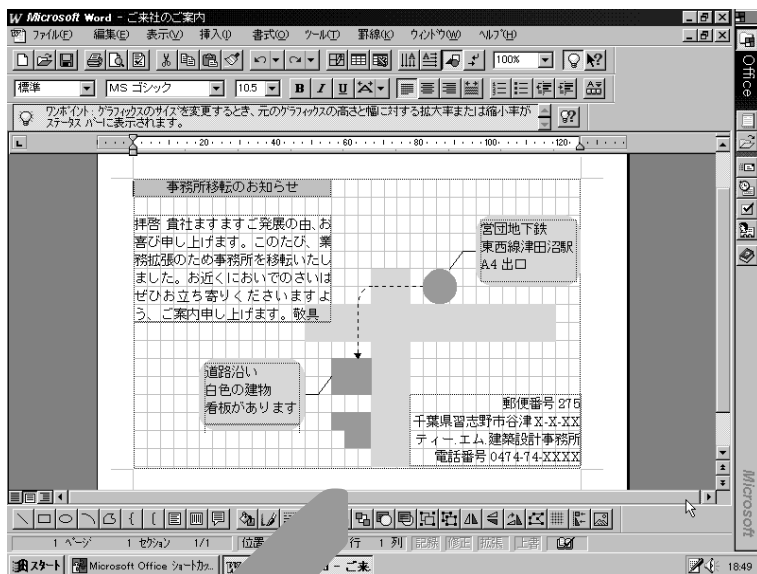 Microsoft Word - ご来社のご案内
ファイル(F) 編集(E) 表示(V) 挿入(I) 書式(O) ツール(T) 罫線(K) ウィンドウ(W) ヘルプ(H)
100%
標準 MS ゴシック 10.5 B I U
ワンポイント: グラフィックスのサイズを変更するとき、元のグラフィックスの高さと幅に対する拡大率または縮小率が
ステータス バーに表示されます。
20 40 60 80 100 120
事務所移転のお知らせ
拝啓 貴社ますますご発展の由、お
喜び申し上げます。このたび、業
務拡張のため事務所を移転いたし
ました。お近くにおいでのさいは
ぜひお立ち寄りくださいますよ
う、ご案内申し上げます。敬具
営団地下鉄
東西線津田沼駅
A4 出口
道路沿い
白色の建物
看板があります
郵便番号 275
千葉県習志野市谷津 X-X-XX
ティー.エム.建築設計事務所
電話番号 0474-74-XXXX
Office
Microsoft
1 ページ 1 セクション 1/1 位置 行 1 列 記録 修正 拡張 上書
スタート Microsoft Office ショートカッ.. - ご来 18:49